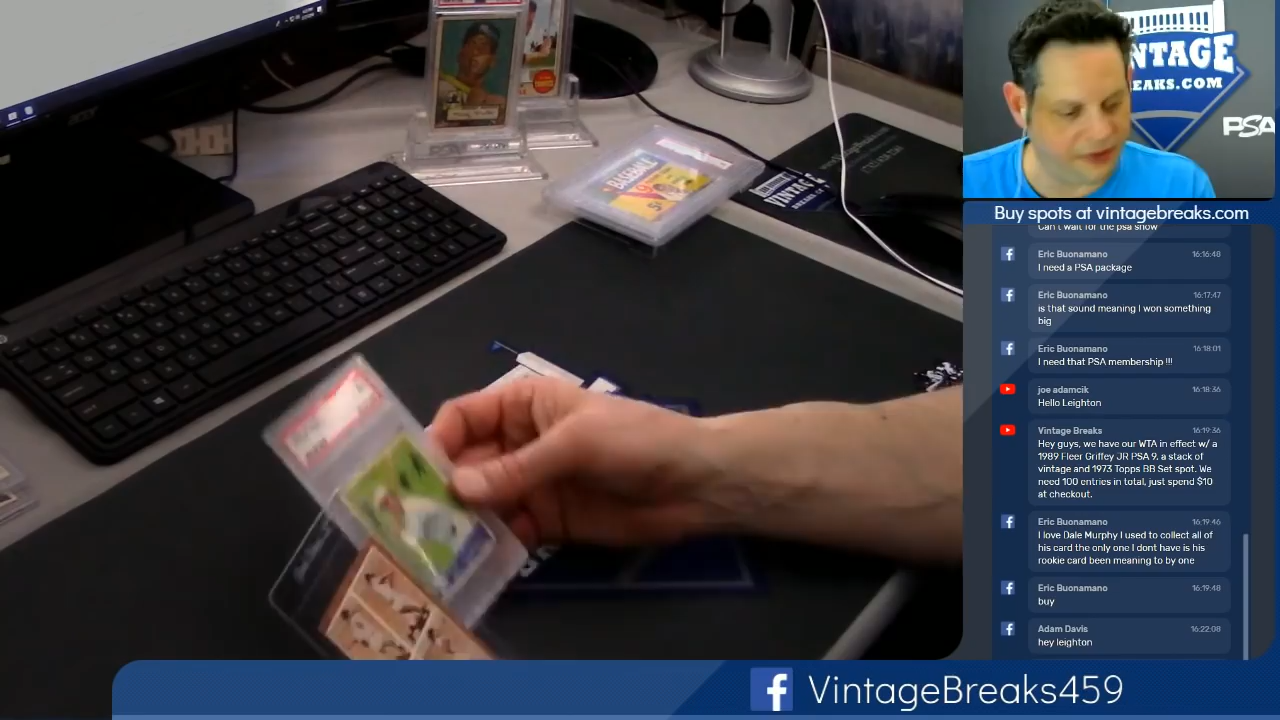 acer
BASEBALL
5¢
VINTAGE
VINTAGE
BREAKS.COM
PSA
Buy spots at vintagebreaks.com
Can't wait for the psa show
Eric Buonamano 16:16:48
I need a PSA package
Eric Buonamano 16:17:47
is that sound meaning I won something
big
Eric Buonamano 16:18:01
I need that PSA membership !!!
joe adamcik 16:18:36
Hello Leighton
Vintage Breaks 16:19:36
Hey guys, we have our WTA in effect w/ a
1989 Fleer Griffey JR PSA 9, a stack of
vintage and 1973 Topps BB Set spot. We
need 100 entries in total, just spend $10
at checkout.
Eric Buonamano 16:19:46
I love Dale Murphy I used to collect all of
his card the only one I dont have is his
rookie card been meaning to by one
Eric Buonamano 16:19:48
buy
Adam Davis 16:22:08
hey leighton
VintageBreaks459